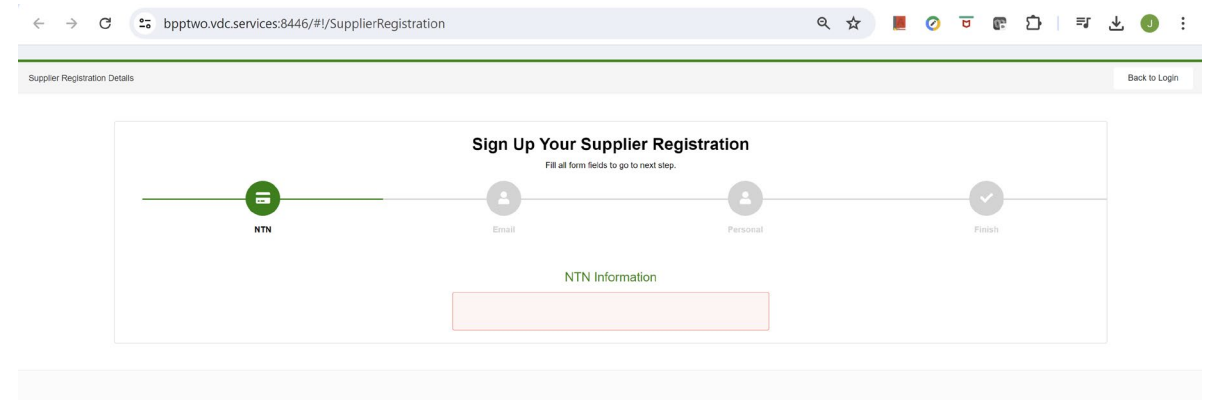 bpptwo.vdc.services:8446/#!/SupplierRegistration
J
Supplier Registration Details
Back to Login
Sign Up Your Supplier Registration
Fill all form fields to go to next step.
NTN
Email
Personal
Finish
NTN Information